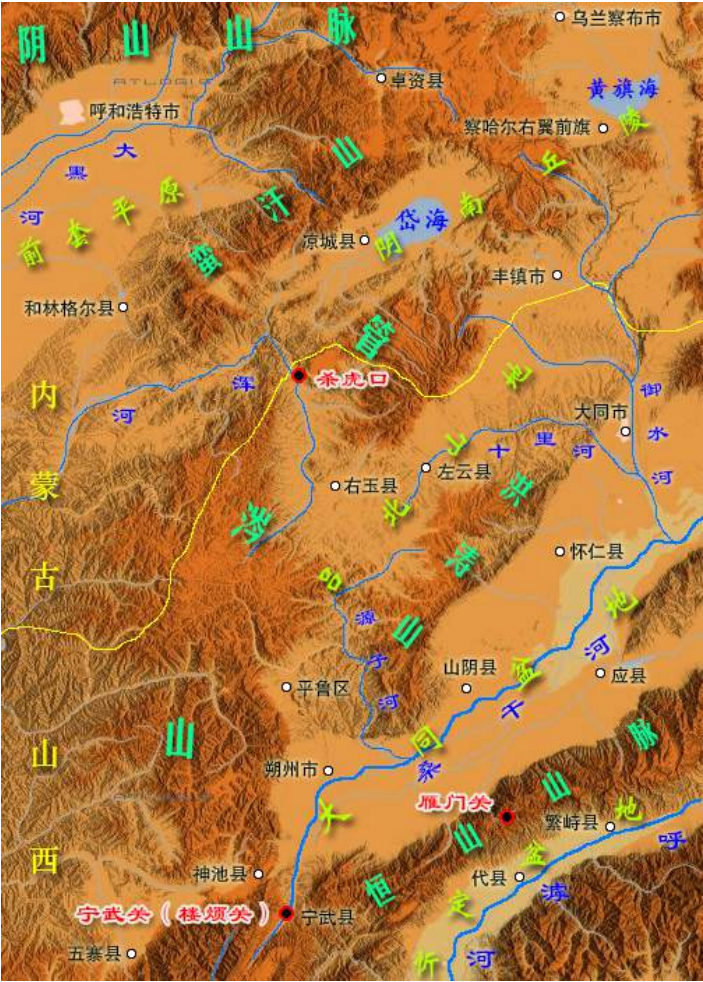 阴山山脉
乌兰察布市
卓资县
黄旗海
呼和浩特市
察哈尔右翼前旗
大黑河
前套平原
蛮汗山
岱海
凉城县
阴南丘陵
丰镇市
和林格尔县
杀虎口
浑河
内蒙古
山西
大同市
御水河
十里河
左云县
右玉县
晋北山地
洪涛山
管涔山
怀仁县
源子河
山阴县
应县
平鲁区
大同盆地
桑干河
朔州市
雁门关
恒山山脉
繁峙县
神池县
代县
忻定盆地
呼滹河
宁武关（楼烦关）
宁武县
五寨县